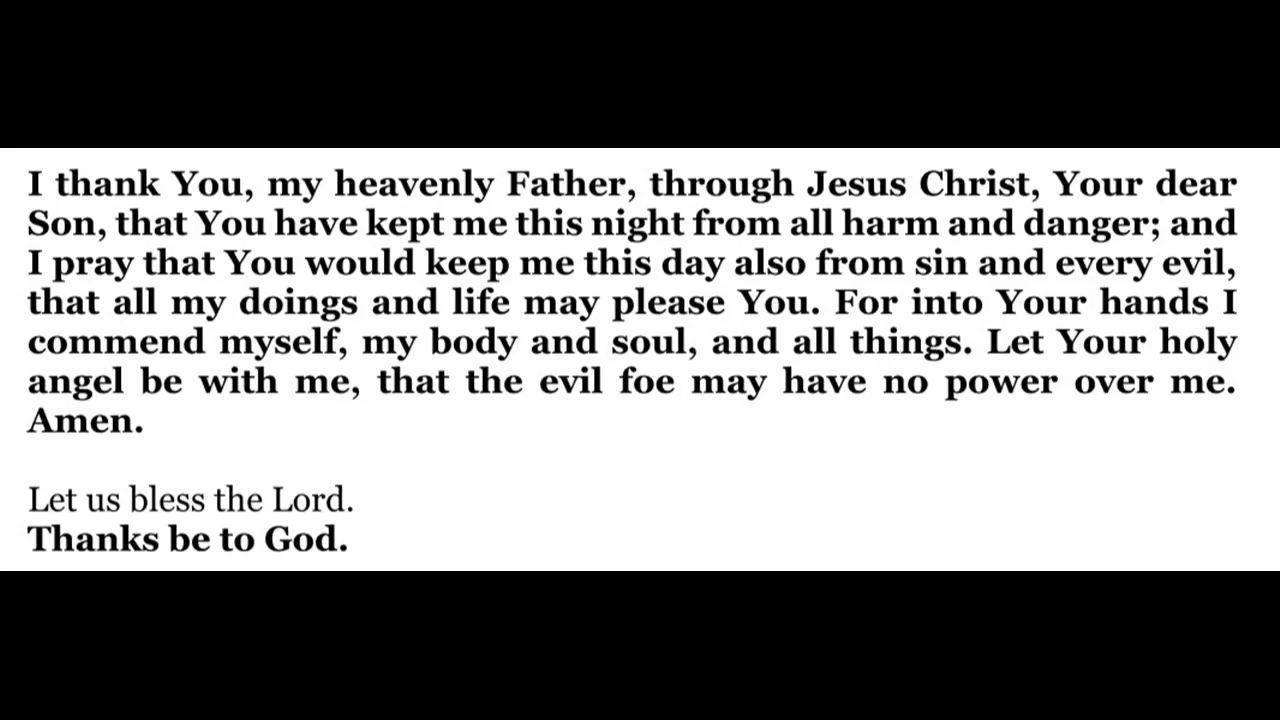 I thank You, my heavenly Father, through Jesus Christ, Your dear
Son, that You have kept me this night from all harm and danger; and
I pray that You would keep me this day also from sin and every evil,
that all my doings and life may please You. For into Your hands I
commend myself, my body and soul, and all things. Let Your holy
angel be with me, that the evil foe may have no power over me.
Amen.
Let us bless the Lord.
Thanks be to God.